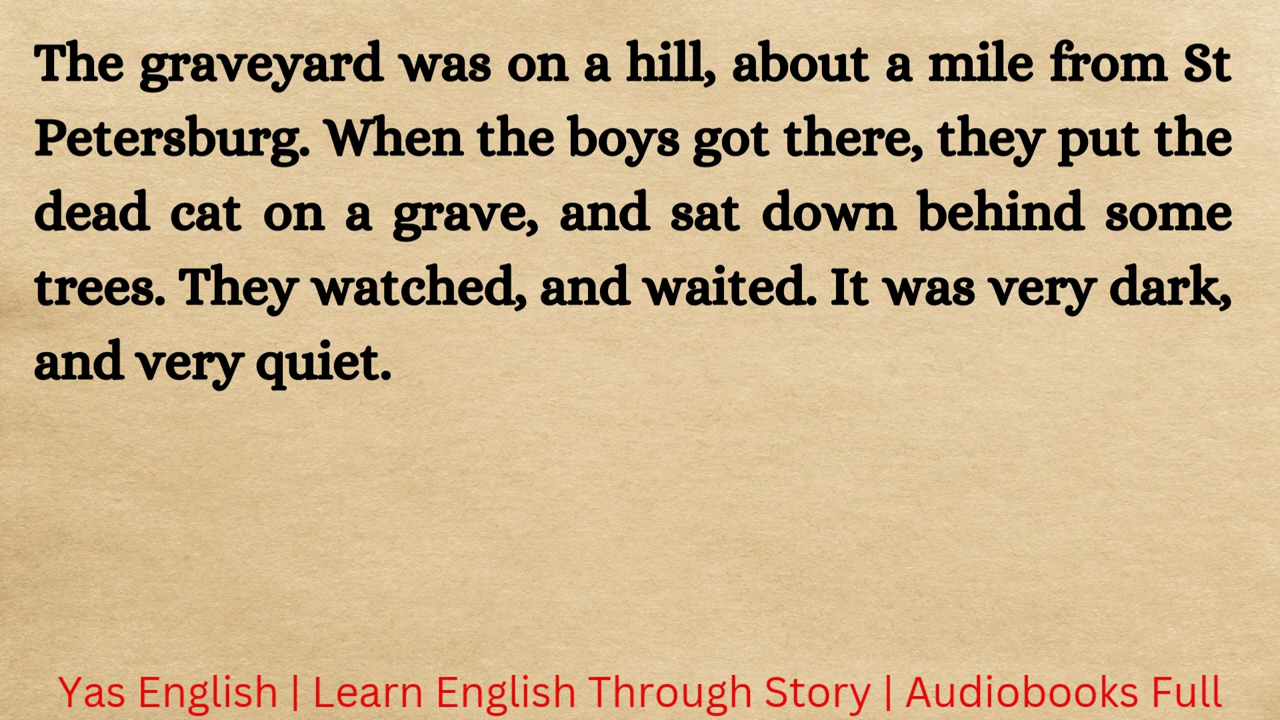 The graveyard was on a hill, about a mile from St
Petersburg. When the boys got there, they put the
dead cat on a grave, and sat down behind some
trees. They watched, and waited. It was very dark,
and very quiet.
Yas English | Learn English Through Story | Audiobooks Full